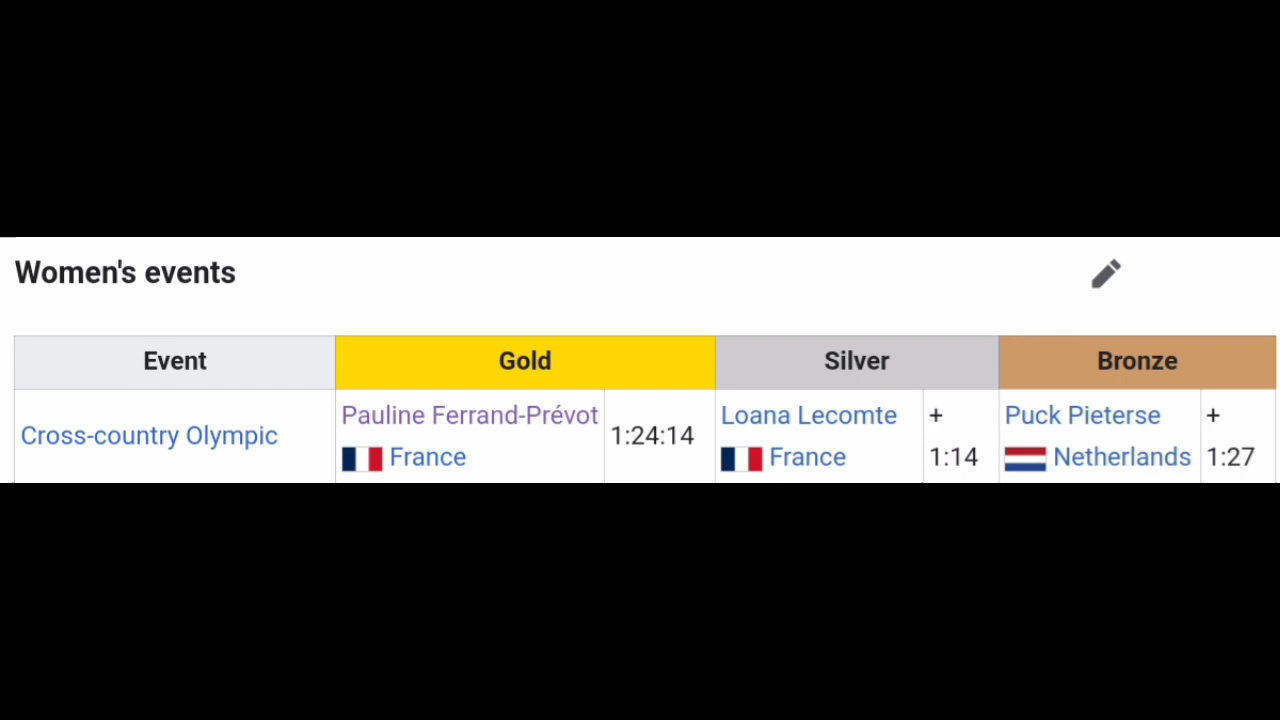 Women's events
Event Gold Silver Bronze
Cross-country Olympic
Pauline Ferrand-Prévot
France
1:24:14
Loana Lecomte
France
+
1:14
Puck Pieterse
Netherlands
+
1:27